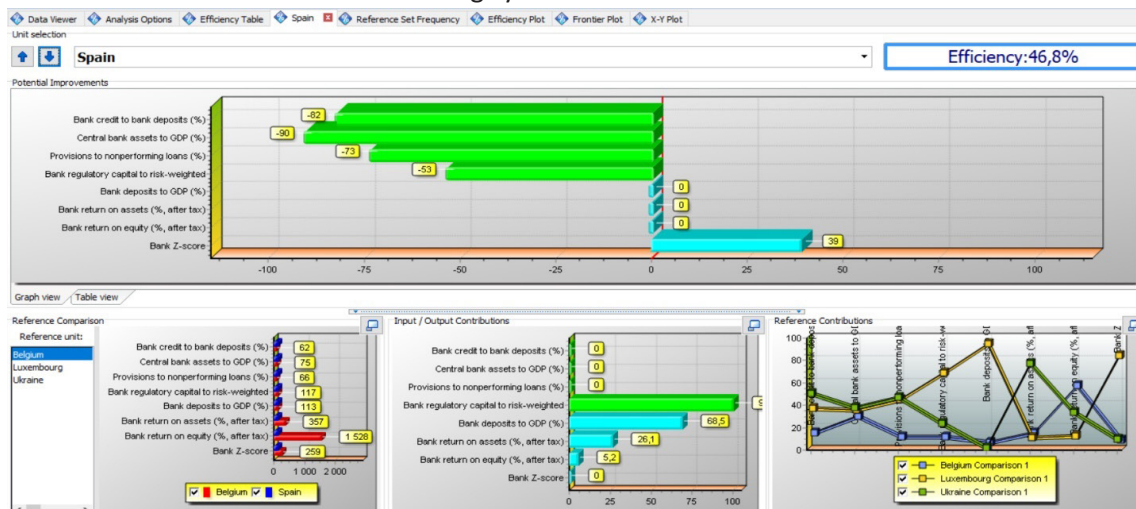 Data Viewer Analysis Options Efficiency Table Spain Reference Set Frequency Efficiency Plot Frontier Plot X-Y Plot
Unit selection
Spain
Efficiency:46,8%
Potential Improvements
Bank credit to bank deposits (%) -82
Central bank assets to GDP (%) -90
Provisions to nonperforming loans (%) -73
Bank regulatory capital to risk-weighted -53
Bank deposits to GDP (%) 0
Bank return on assets (%, after tax) 0
Bank return on equity (%, after tax) 0
Bank Z-score 39
-100 -75 -50 -25 0 25 50 75 100
Graph view Table view
Reference Comparison
Reference unit:
Belgium
Luxembourg
Ukraine
Bank credit to bank deposits (%) 62
Central bank assets to GDP (%) 75
Provisions to nonperforming loans (%) 66
Bank regulatory capital to risk-weighted 117
Bank deposits to GDP (%) 113
Bank return on assets (%, after tax) 357
Bank return on equity (%, after tax) 1 528
Bank Z-score 259
0 1 000 2 000
Belgium Spain
Input / Output Contributions
Bank credit to bank deposits (%) 0
Central bank assets to GDP (%) 0
Provisions to nonperforming loans (%) 0
Bank regulatory capital to risk-weighted
Bank deposits to GDP (%) 68,5
Bank return on assets (%, after tax) 26,1
Bank return on equity (%, after tax) 5,2
Bank Z-score 0
0 25 50 75 100
Reference Contributions
100
80
60
40
20
0
Belgium Comparison 1
Luxembourg Comparison 1
Ukraine Comparison 1